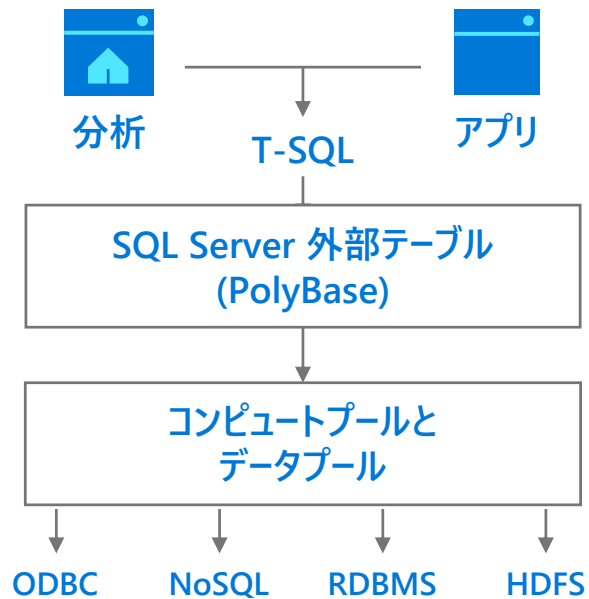 分析
アプリ
T-SQL
SQL Server 外部テーブル
(PolyBase)
コンピュートプールと
データプール
ODBC
NoSQL
RDBMS
HDFS